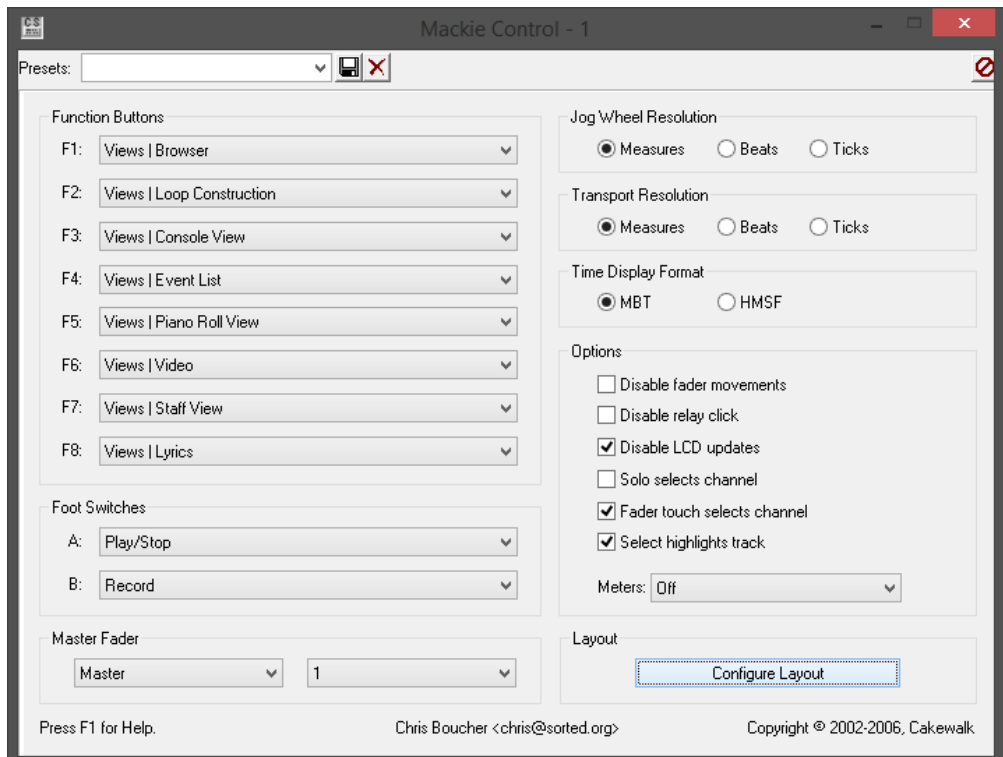 Mackie Control - 1
Presets:
Function Buttons
F1: Views | Browser
F2: Views | Loop Construction
F3: Views | Console View
F4: Views | Event List
F5: Views | Piano Roll View
F6: Views | Video
F7: Views | Staff View
F8: Views | Lyrics
Foot Switches
A: Play/Stop
B: Record
Master Fader
Master 1
Jog Wheel Resolution
Measures Beats Ticks
Transport Resolution
Measures Beats Ticks
Time Display Format
MBT HMSF
Options
Disable fader movements
Disable relay click
Disable LCD updates
Solo selects channel
Fader touch selects channel
Select highlights track
Meters: Off
Layout
Configure Layout
Press F1 for Help. Chris Boucher <chris@sorted.org> Copyright © 2002-2006, Cakewalk